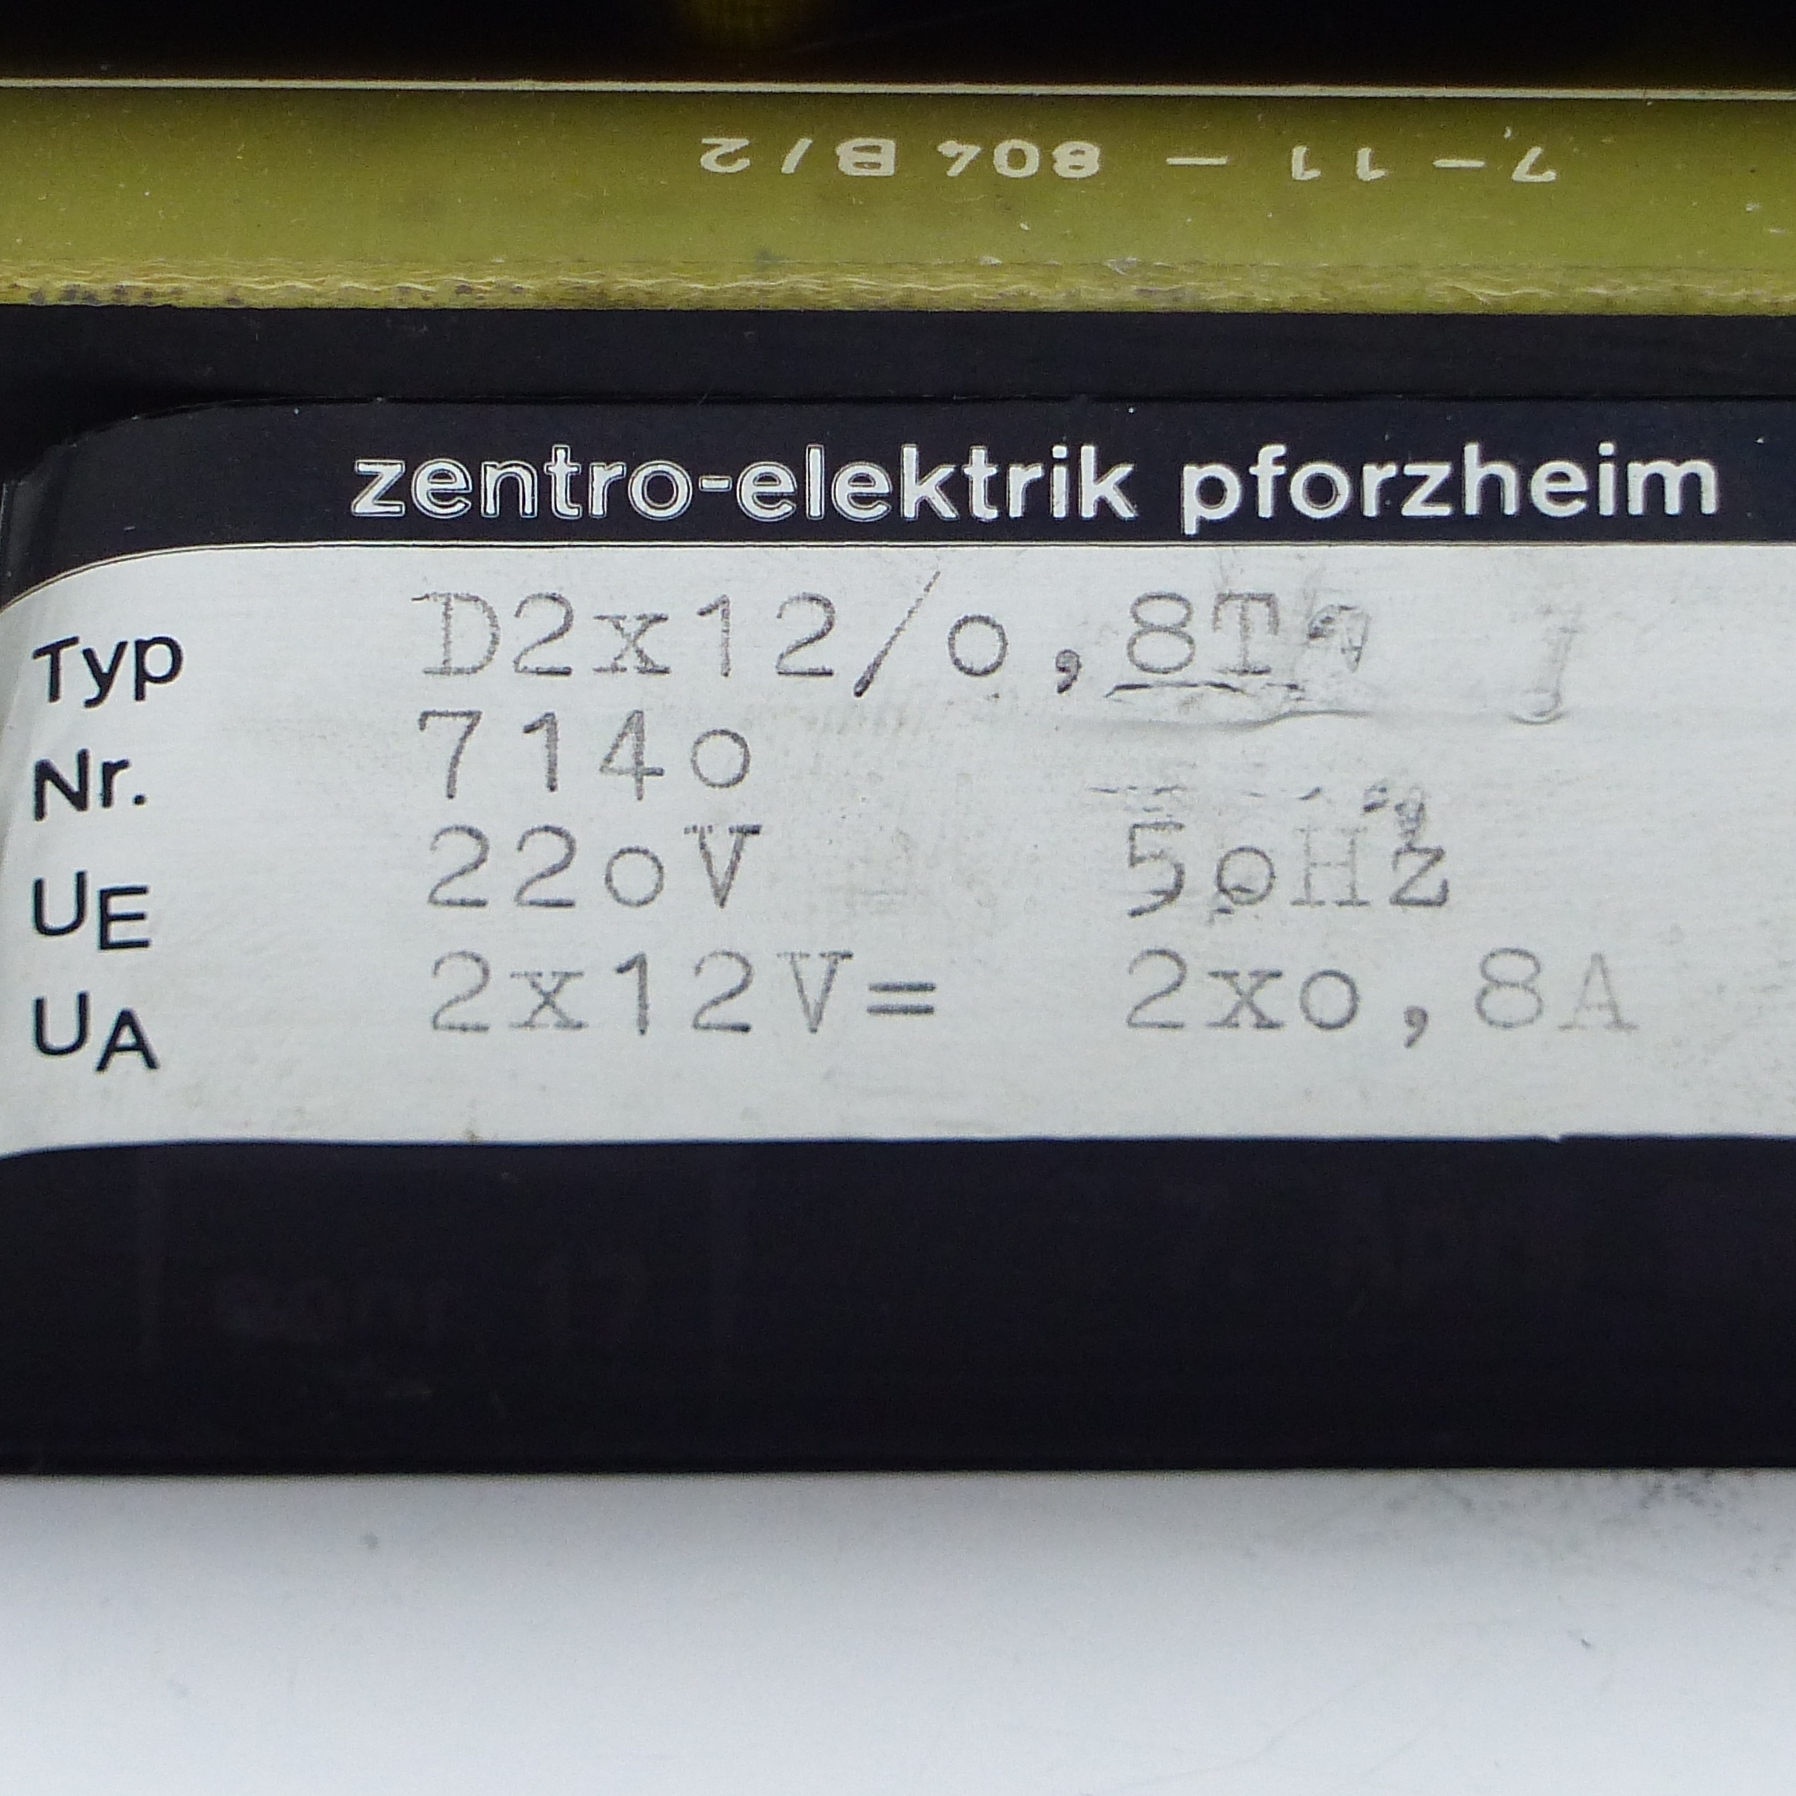 7-11 - 804 B/2
zentro-elektrik pforzheim
Typ D2x12/o,8T
Nr. 714o
UE 22oV 5oHz
UA 2x12V= 2xo,8A